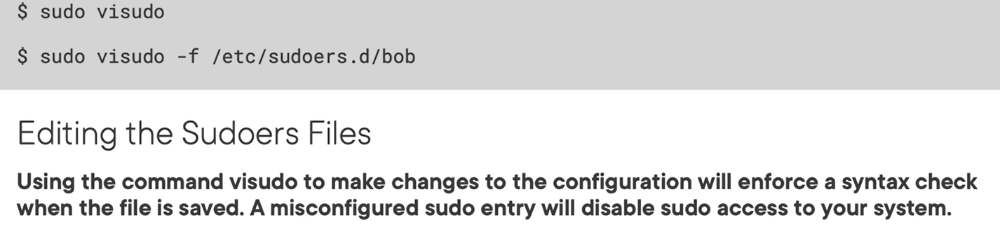 $ sudo visudo
$ sudo visudo -f /etc/sudoers.d/bob
Editing the Sudoers Files
Using the command visudo to make changes to the configuration will enforce a syntax check
when the file is saved. A misconfigured sudo entry will disable sudo access to your system.